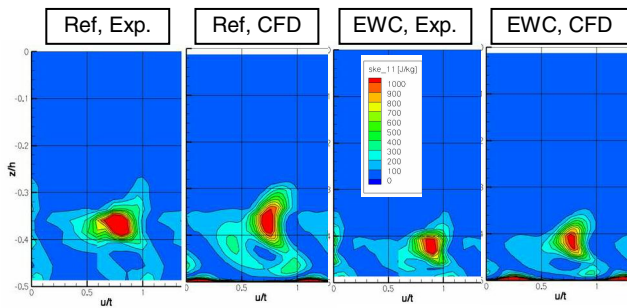 Ref, Exp.
Ref, CFD
EWC, Exp.
EWC, CFD
0
-0.1
-0.2
-0.3
-0.4
-0.5
z/h
0
0.5
1
u/t
0.5
1
u/t
ske_11 [J/kg]
1000
900
800
700
600
500
400
300
200
100
0
0
0.5
1
u/t
0
0.5
1
u/t